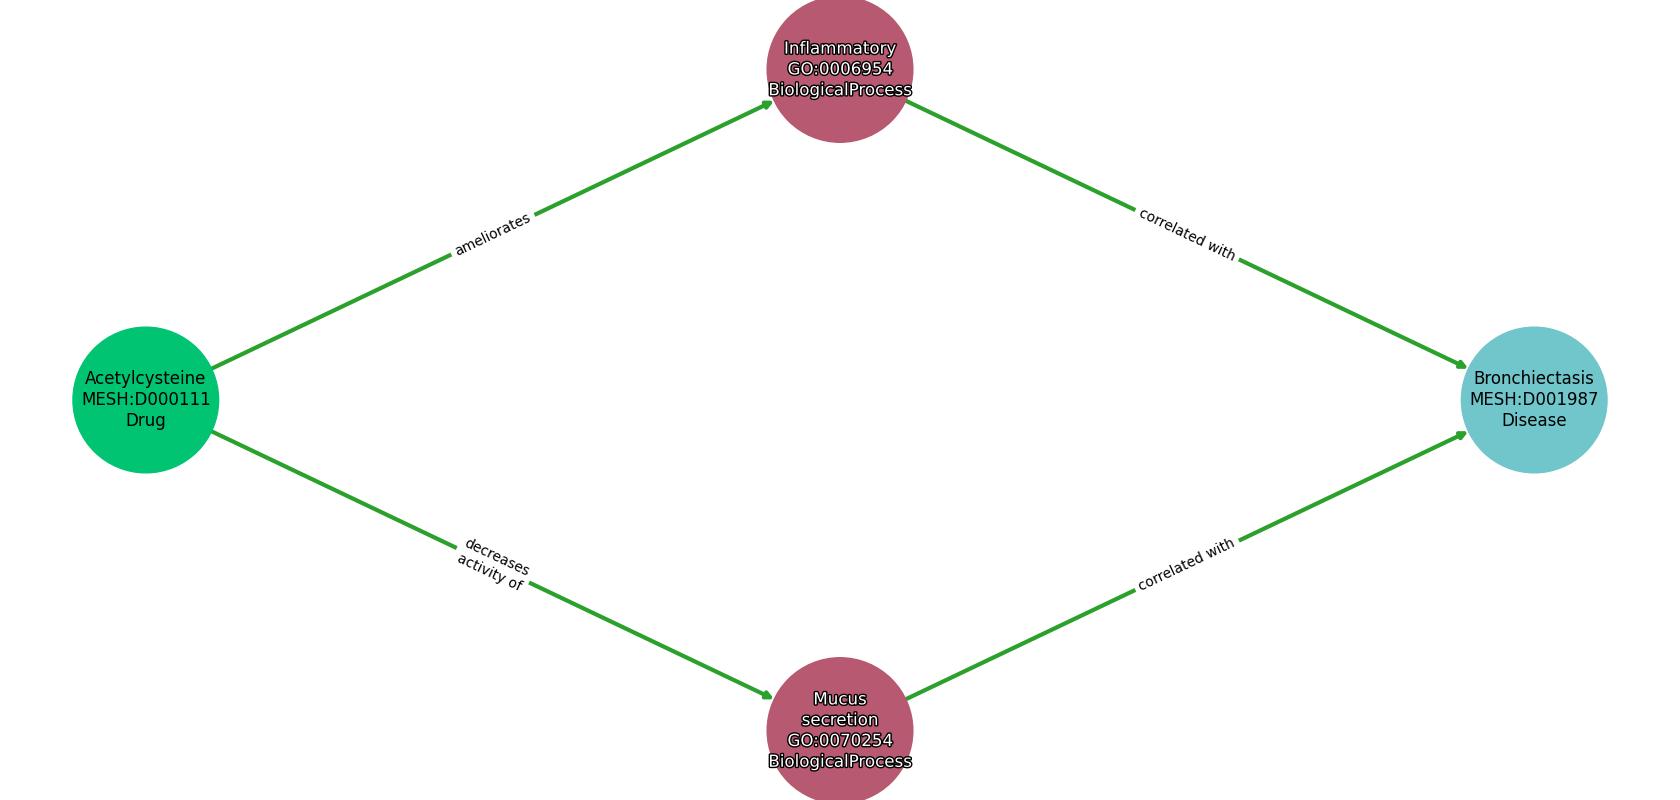 Inflammatory
GO:0006954
BiologicalProcess
ameliorates
correlated with
Acetylcysteine
MESH:D000111
Drug
Bronchiectasis
MESH:D001987
Disease
decreases
activity of
correlated with
Mucus
secretion
GO:0070254
BiologicalProcess